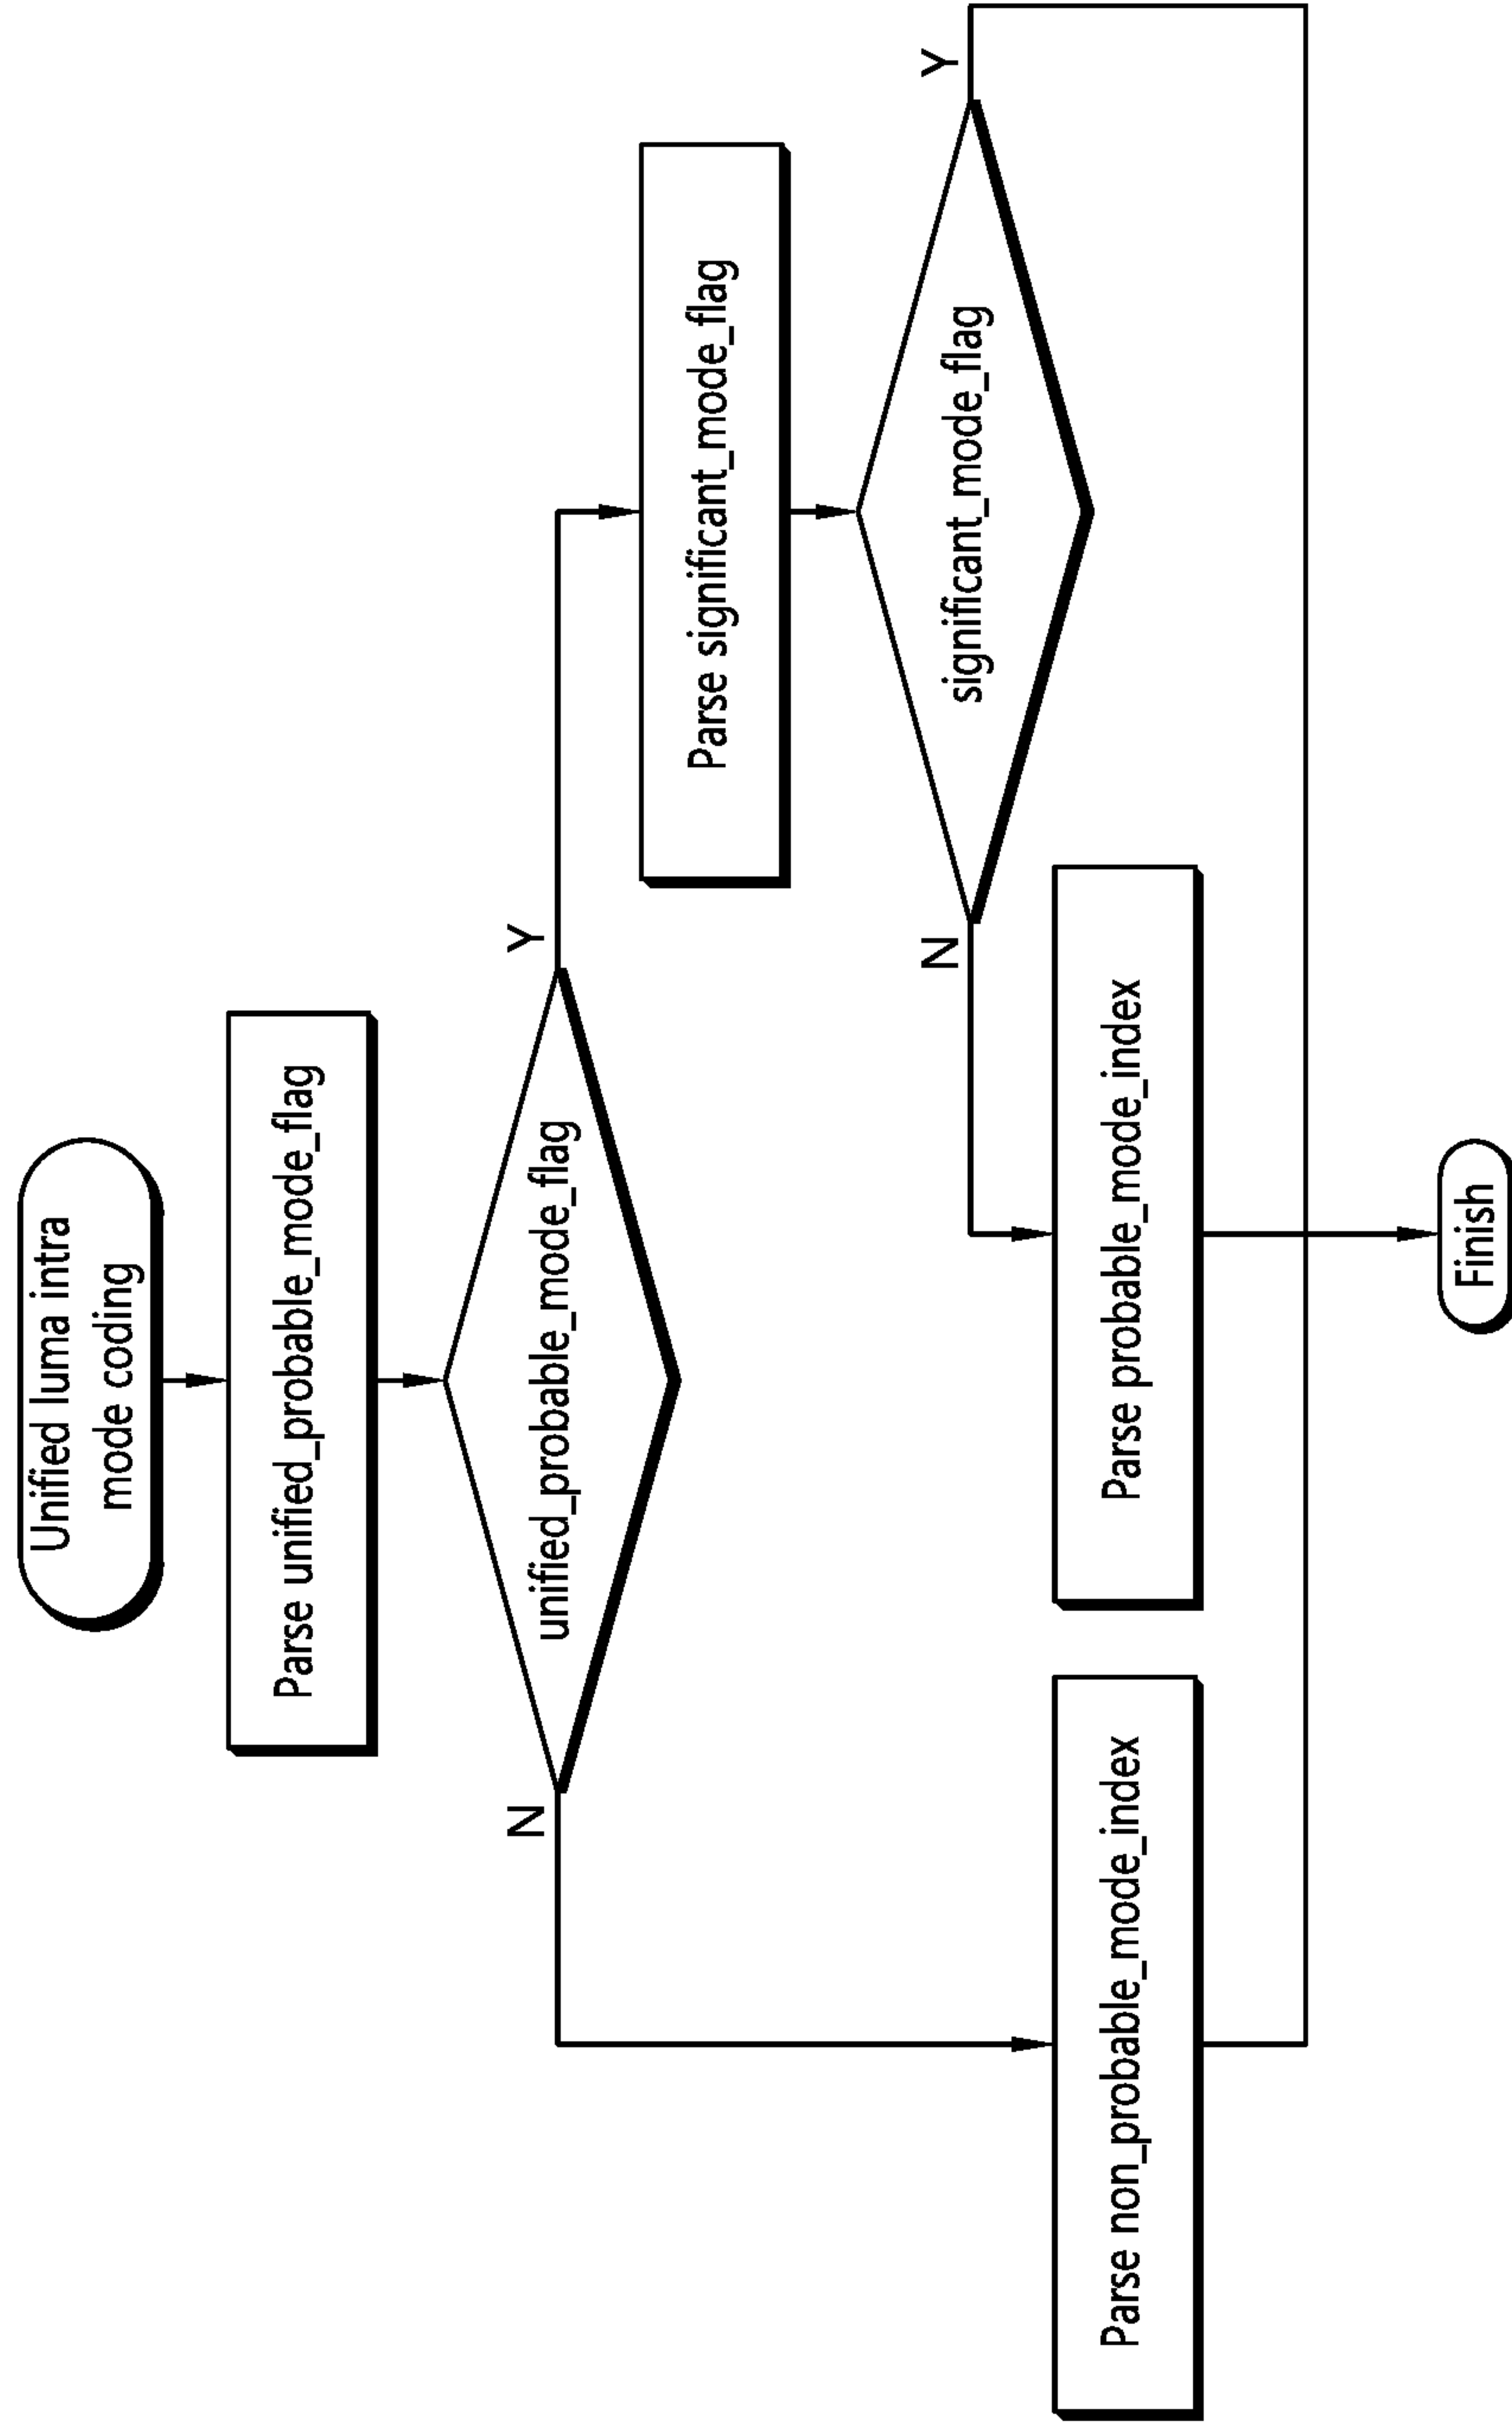 Unified luma intra
mode coding
Parse unified_probable_mode_flag
unified_probable_mode_flag
N
Y
Parse significant_mode_flag
significant_mode_flag
N
Y
Parse non_probable_mode_index
Parse probable_mode_index
Finish